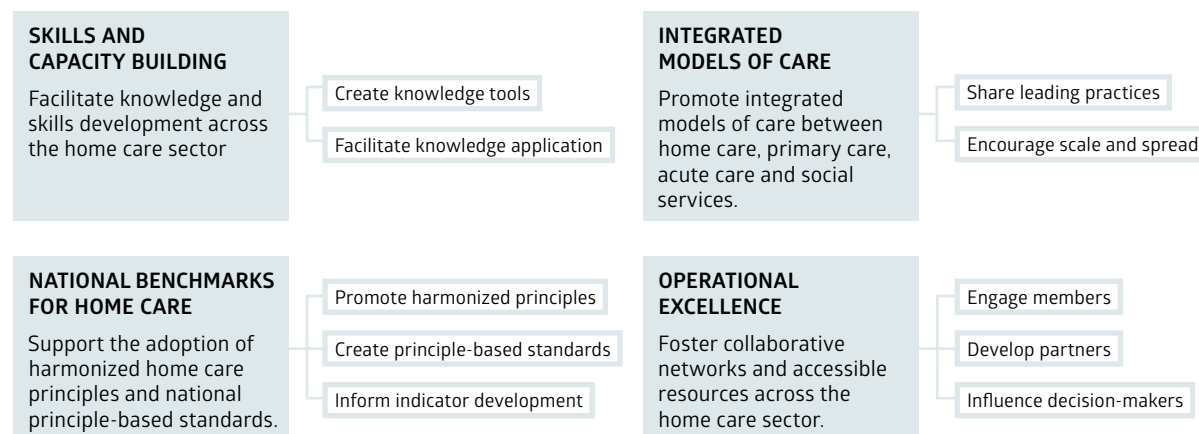 SKILLS AND
CAPACITY BUILDING
Facilitate knowledge and
skills development across
the home care sector
Create knowledge tools
Facilitate knowledge application
INTEGRATED
MODELS OF CARE
Promote integrated
models of care between
home care, primary care,
acute care and social
services.
Share leading practices
Encourage scale and spread
NATIONAL BENCHMARKS
FOR HOME CARE
Support the adoption of
harmonized home care
principles and national
principle-based standards.
Promote harmonized principles
Create principle-based standards
Inform indicator development
OPERATIONAL
EXCELLENCE
Foster collaborative
networks and accessible
resources across the
home care sector.
Engage members
Develop partners
Influence decision-makers